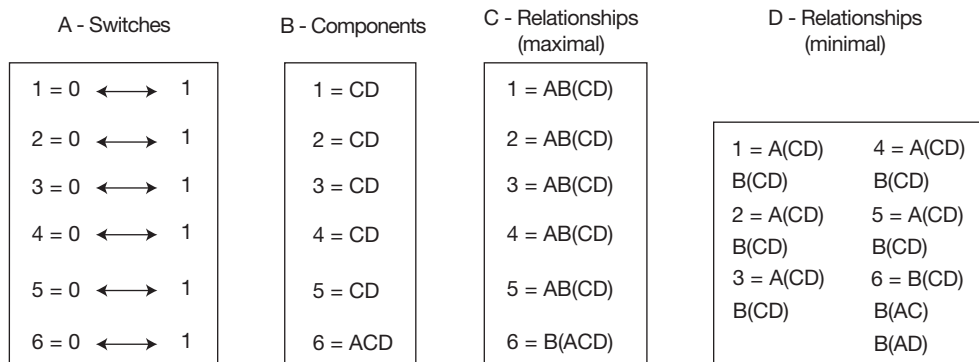 A - Switches
1 = 0 ⟷ 1
2 = 0 ⟷ 1
3 = 0 ⟷ 1
4 = 0 ⟷ 1
5 = 0 ⟷ 1
6 = 0 ⟷ 1
B - Components
1 = CD
2 = CD
3 = CD
4 = CD
5 = CD
6 = ACD
C - Relationships
(maximal)
1 = AB(CD)
2 = AB(CD)
3 = AB(CD)
4 = AB(CD)
5 = AB(CD)
6 = B(ACD)
D - Relationships
(minimal)
1 = A(CD)
B(CD)
2 = A(CD)
B(CD)
3 = A(CD)
B(CD)
4 = A(CD)
B(CD)
5 = A(CD)
B(CD)
6 = B(CD)
B(AC)
B(AD)